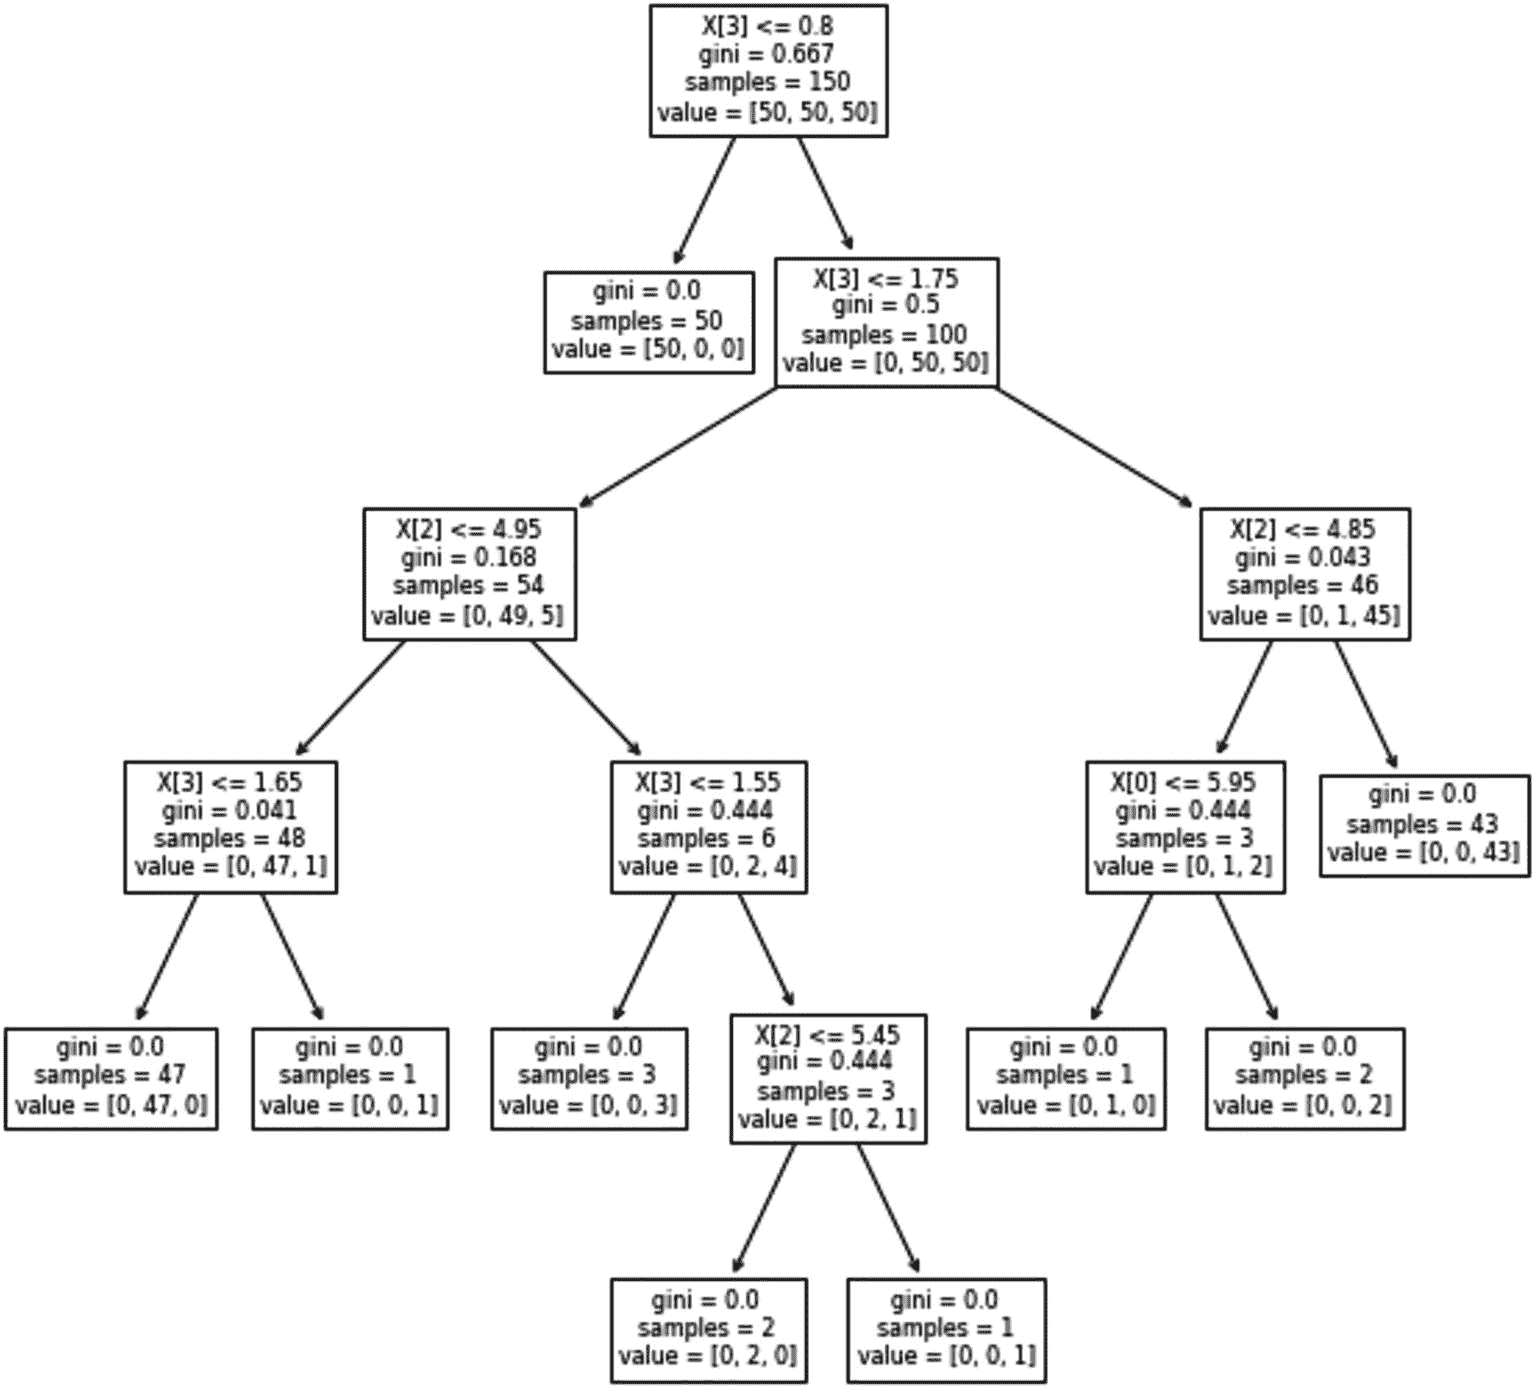 X[3] <= 0.8
gini = 0.667
samples = 150
value = [50, 50, 50]
gini = 0.0
samples = 50
value = [50, 0, 0]
X[3] <= 1.75
gini = 0.5
samples = 100
value = [0, 50, 50]
X[2] <= 4.95
gini = 0.168
samples = 54
value = [0, 49, 5]
X[2] <= 4.85
gini = 0.043
samples = 46
value = [0, 1, 45]
X[3] <= 1.65
gini = 0.041
samples = 48
value = [0, 47, 1]
X[3] <= 1.55
gini = 0.444
samples = 6
value = [0, 2, 4]
X[0] <= 5.95
gini = 0.444
samples = 3
value = [0, 1, 2]
gini = 0.0
samples = 43
value = [0, 0, 43]
gini = 0.0
samples = 47
value = [0, 47, 0]
gini = 0.0
samples = 1
value = [0, 0, 1]
gini = 0.0
samples = 3
value = [0, 0, 3]
X[2] <= 5.45
gini = 0.444
samples = 3
value = [0, 2, 1]
gini = 0.0
samples = 1
value = [0, 1, 0]
gini = 0.0
samples = 2
value = [0, 0, 2]
gini = 0.0
samples = 2
value = [0, 2, 0]
gini = 0.0
samples = 1
value = [0, 0, 1]